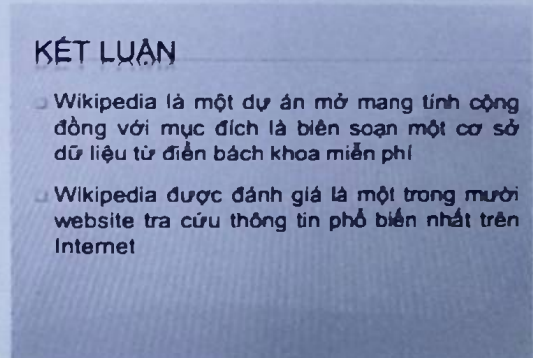 KẾT LUẬN
Wikipedia là một dự án mở mang tính cộng
đồng với mục đích là biên soạn một cơ sở
dữ liệu từ điển bách khoa miễn phí
Wikipedia được đánh giá là một trong mười
website tra cứu thông tin phổ biến nhất trên
Internet